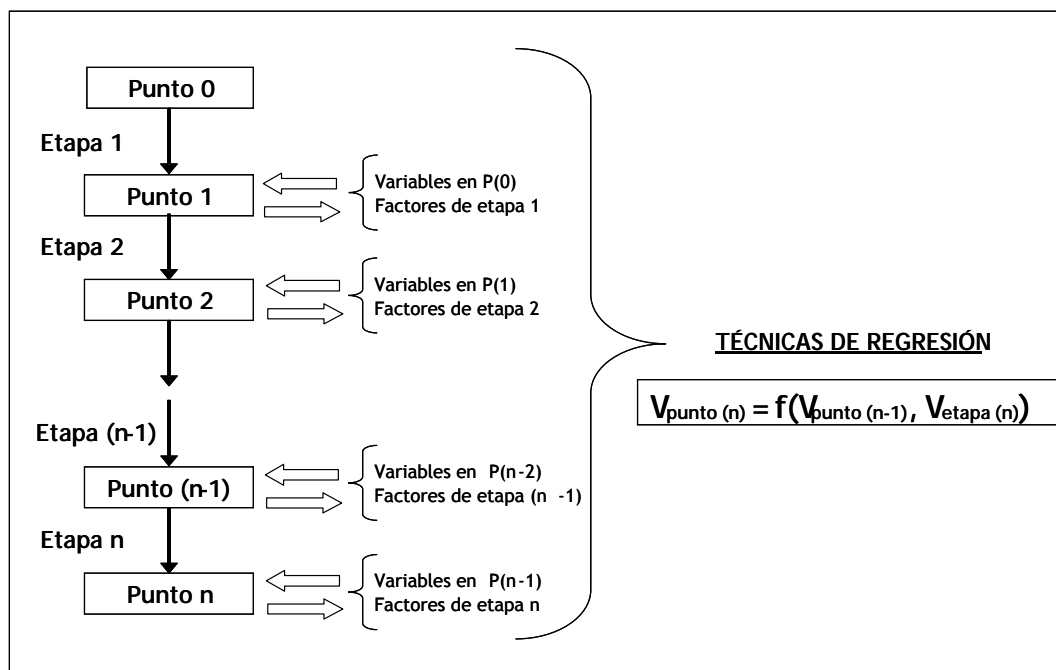 Punto 0
Etapa 1
Punto 1
Variables en P(0)
Factores de etapa 1
Etapa 2
Punto 2
Variables en P(1)
Factores de etapa 2
Etapa (n-1)
Punto (n-1)
Variables en P(n-2)
Factores de etapa (n -1)
Etapa n
Punto n
Variables en P(n-1)
Factores de etapa n
TÉCNICAS DE REGRESIÓN
Vpunto (n) = f(Vpunto (n-1), Vetapa (n))